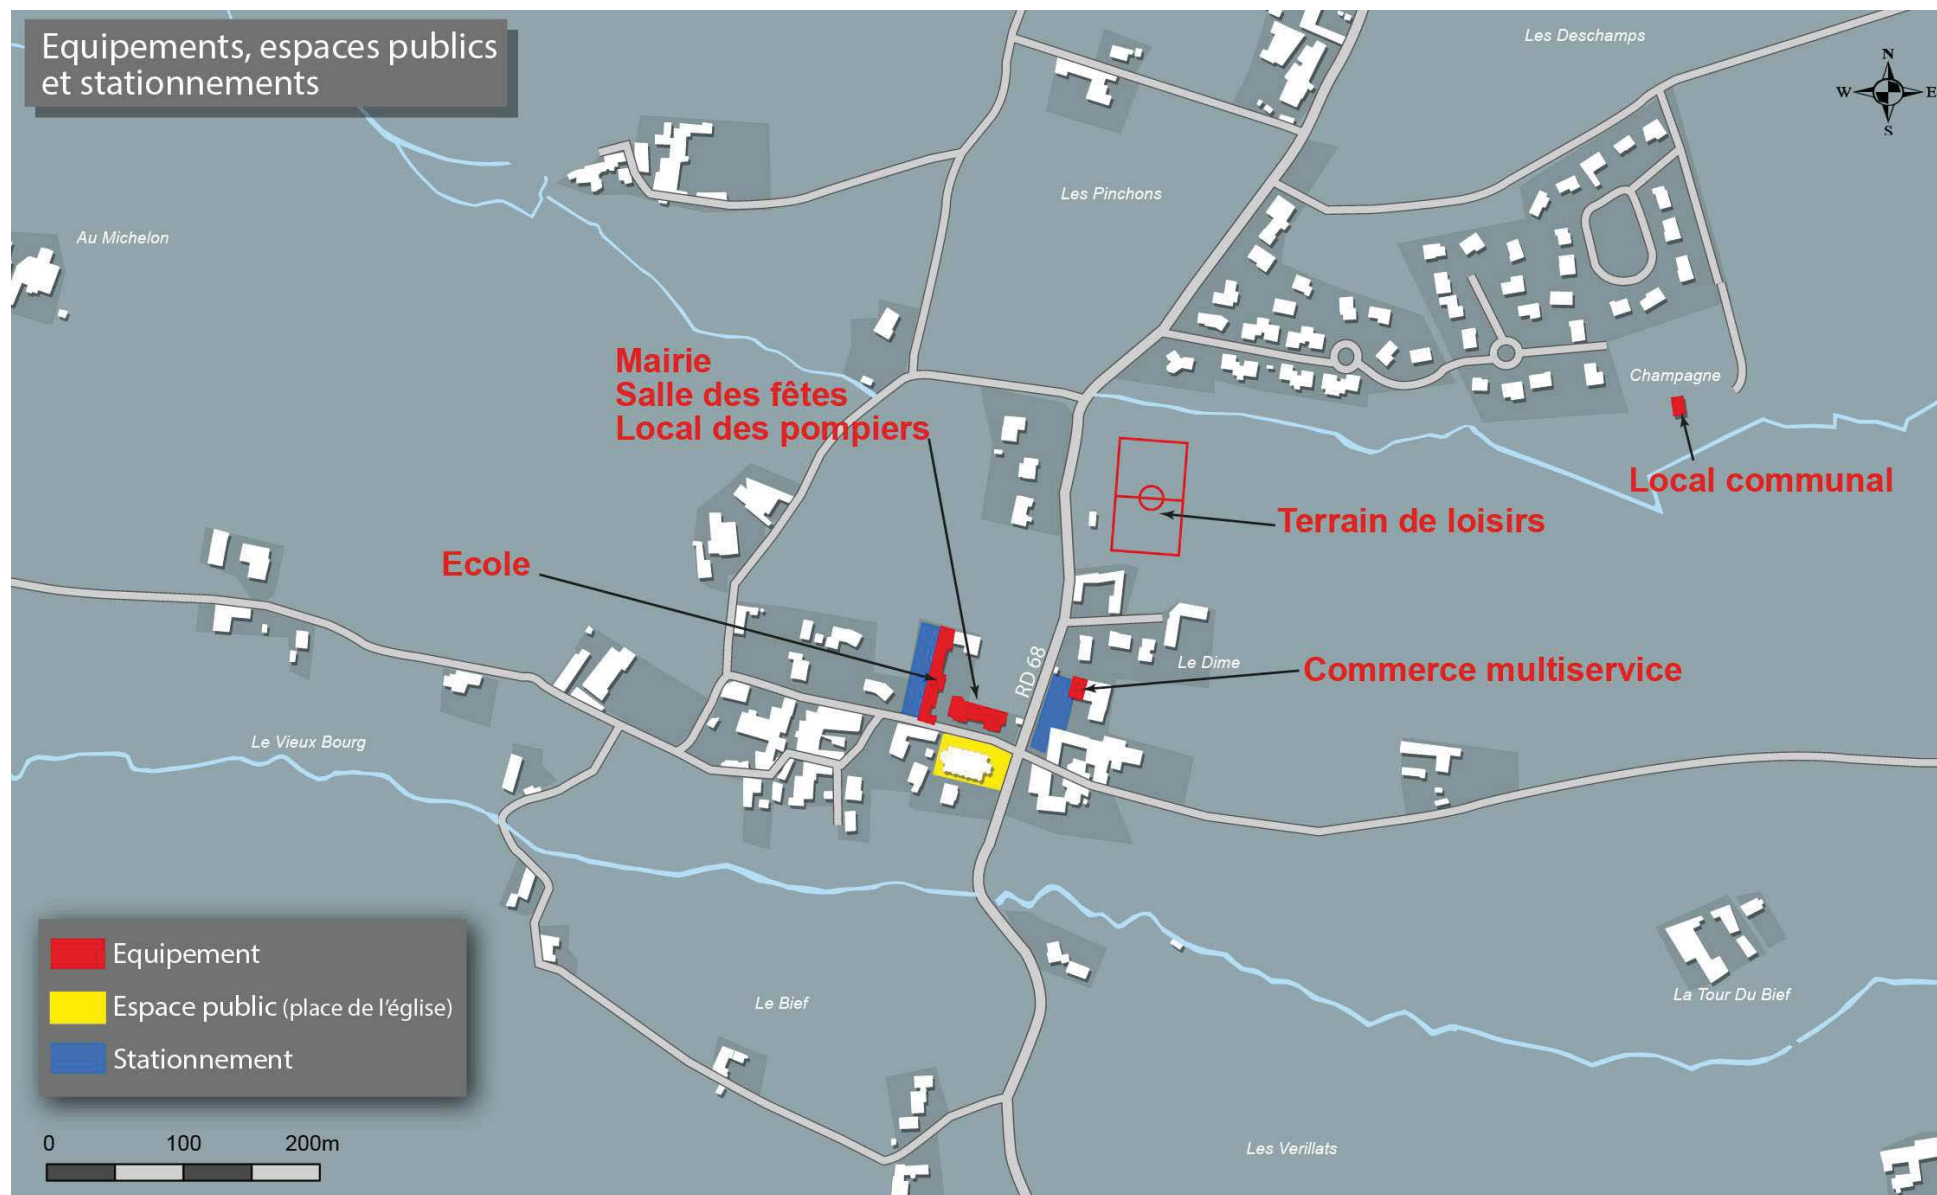 Equipements, espaces publics
et stationnements
Les Deschamps
N
W
E
S
Les Pinchons
Au Michelon
Mairie
Salle des fêtes
Local des pompiers
Champagne
Local communal
Terrain de loisirs
Ecole
RD 68
Le Dime
Commerce multiservice
Le Vieux Bourg
Equipement
Espace public (place de l'église)
Stationnement
Le Bief
La Tour Du Bief
Les Verillats
0 100 200m